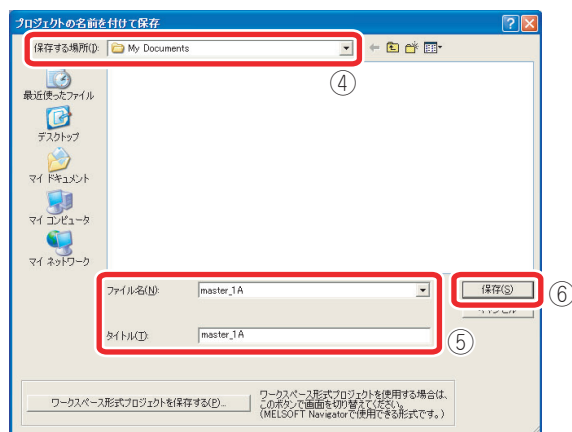 プロジェクトの名前を付けて保存
保存する場所(I): My Documents
④
最近使ったファイル
デスクトップ
マイ ドキュメント
マイ コンピュータ
マイ ネットワーク
ファイル名(N): master_1A 保存(S) ⑥
キャンセル
タイトル(T): master_1A ⑤
ワークスペース形式プロジェクトを保存する(P)... ワークスペース形式プロジェクトを使用する場合は、
このボタンで画面を切り替えてください。
(MELSOFT Navigatorで使用できる形式です。)